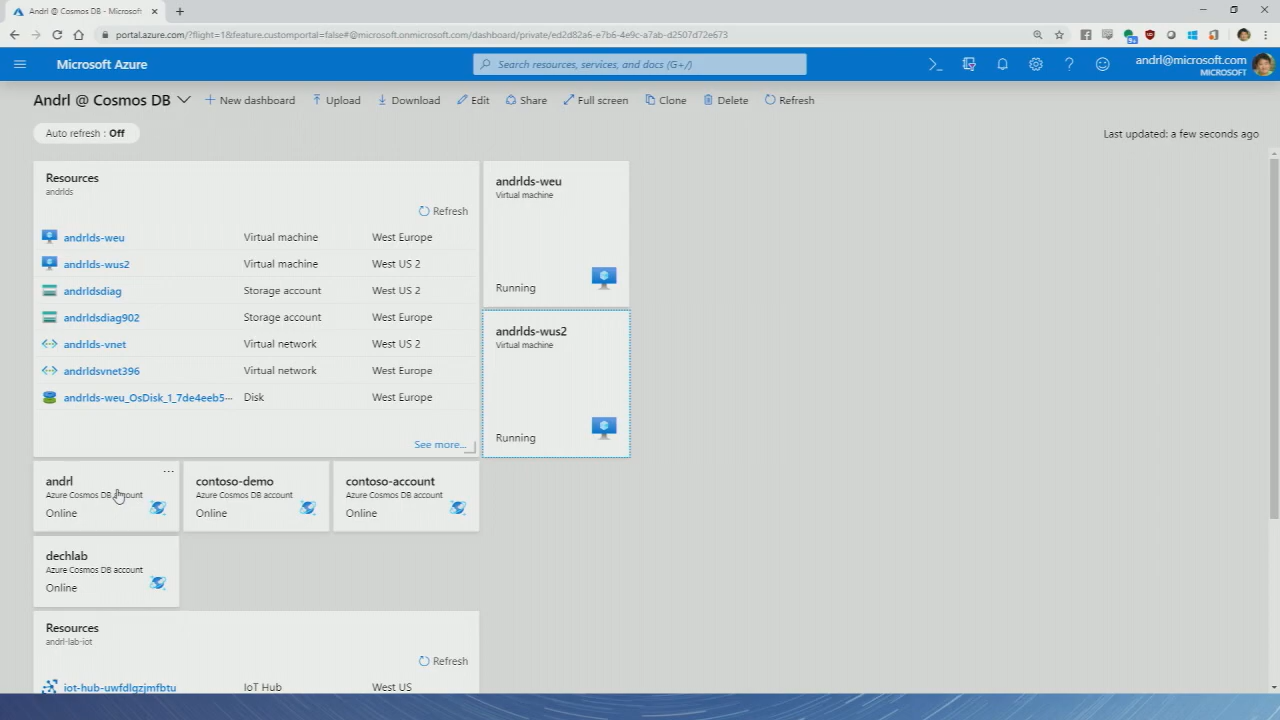 Andrl @ Cosmos DB - Microsoft
portal.azure.com/?flight=1&feature.customportal=false#@microsoft.onmicrosoft.com/dashboard/private/ed2d82a6-e7b6-4e9c-a7ab-d2507d72e673
Microsoft Azure
Search resources, services, and docs (G+/)
andrl@microsoft.com
MICROSOFT
Andrl @ Cosmos DB
New dashboard
Upload
Download
Edit
Share
Full screen
Clone
Delete
Refresh
Auto refresh : Off
Last updated: a few seconds ago
Resources
andrlds
Refresh
andrlds-weu Virtual machine West Europe
andrlds-wus2 Virtual machine West US 2
andrldsdiag Storage account West US 2
andrldsdiag902 Storage account West Europe
andrlds-vnet Virtual network West US 2
andrldsvnet396 Virtual network West Europe
andrlds-weu_OsDisk_1_7de4eeb5··· Disk West Europe
See more...
andrlds-weu
Virtual machine
Running
andrlds-wus2
Virtual machine
Running
andrl
Azure Cosmos DB account
Online
contoso-demo
Azure Cosmos DB account
Online
contoso-account
Azure Cosmos DB account
Online
dechlab
Azure Cosmos DB account
Online
Resources
andrl-lab-iot
Refresh
iot-hub-uwfdlgzjmfbtu IoT Hub West US